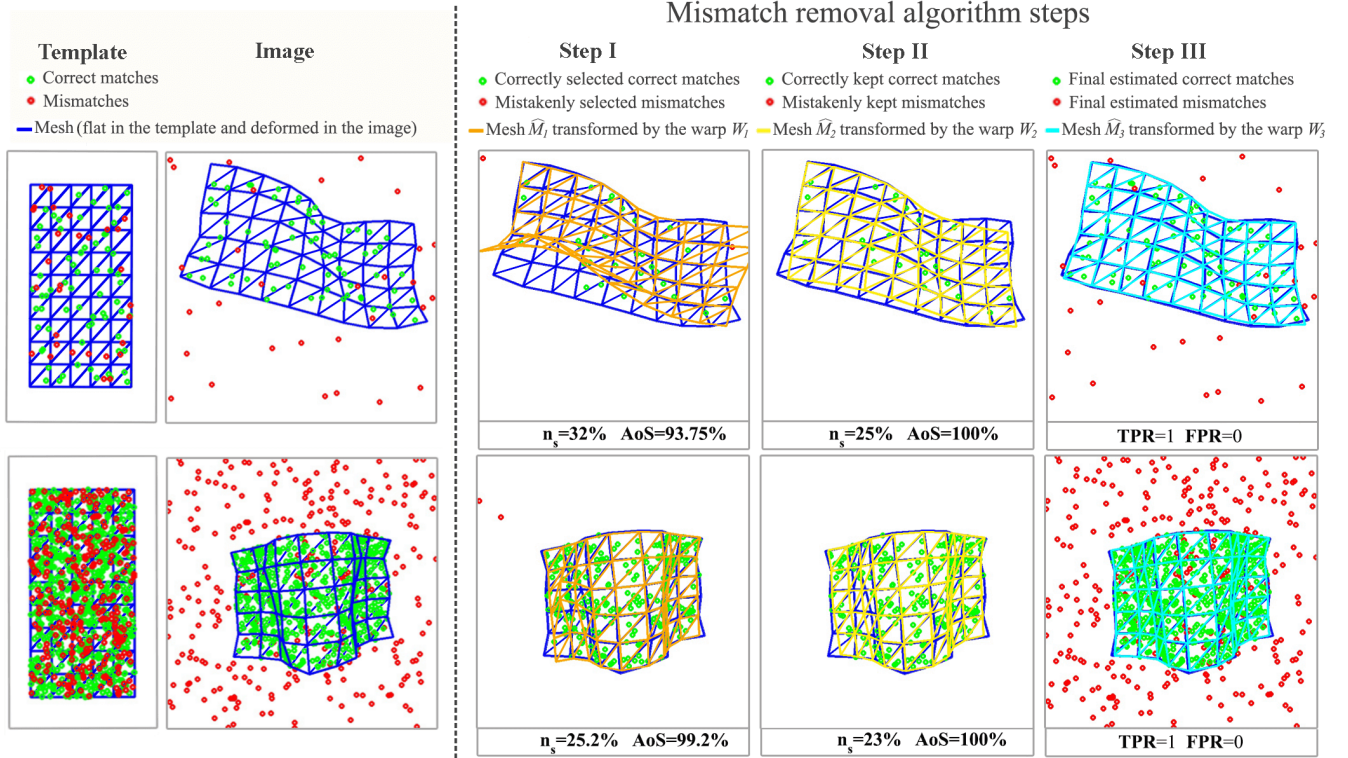 Mismatch removal algorithm steps
Template
Correct matches
Mismatches
Image
Mesh (flat in the template and deformed in the image)
Step I
Correctly selected correct matches
Mistakenly selected mismatches
Mesh M̂₁ transformed by the warp W₁
Step II
Correctly kept correct matches
Mistakenly kept mismatches
Mesh M̂₂ transformed by the warp W₂
Step III
Final estimated correct matches
Final estimated mismatches
Mesh M̂₃ transformed by the warp W₃
nₛ=32% AoS=93.75%
nₛ=25% AoS=100%
TPR=1 FPR=0
nₛ=25.2% AoS=99.2%
nₛ=23% AoS=100%
TPR=1 FPR=0